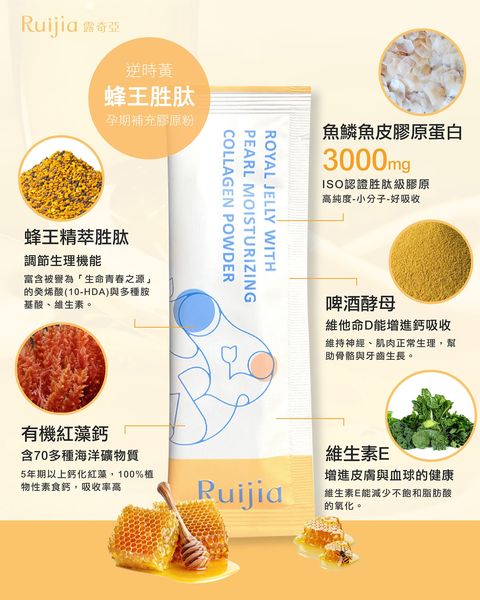 Ruijia 露奇亞
逆時黃
蜂王胜肽
孕期補充膠原粉
ROYAL JELLY WITH
PEARL MOISTURIZING
COLLAGEN POWDER
Ruijia
魚鱗魚皮膠原蛋白
3000mg
ISO認證胜肽級膠原
高純度-小分子-好吸收
蜂王精萃胜肽
調節生理機能
富含被譽為「生命青春之源」
的癸烯酸(10-HDA)與多種胺
基酸、維生素。
啤酒酵母
維他命D能增進鈣吸收
維持神經、肌肉正常生理，幫
助骨骼與牙齒生長。
有機紅藻鈣
含70多種海洋礦物質
5年期以上鈣化紅藻，100%植
物性素食鈣，吸收率高
維生素E
增進皮膚與血球的健康
維生素E能減少不飽和脂肪酸
的氧化。